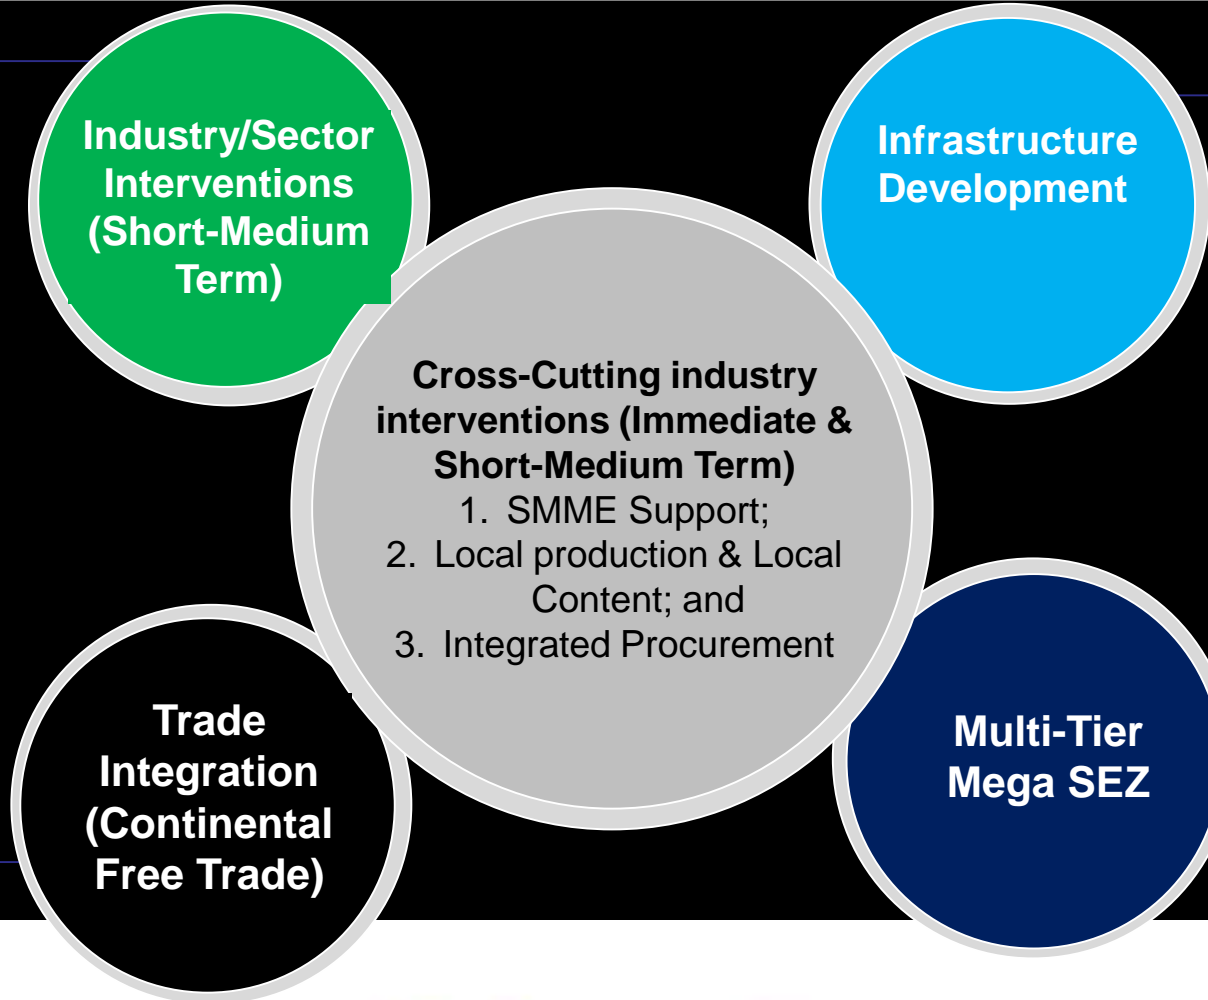 Industry/Sector
Interventions
(Short-Medium
Term)
Infrastructure
Development
Cross-Cutting industry
interventions (Immediate &
Short-Medium Term)
1. SMME Support;
2. Local production & Local
Content; and
3. Integrated Procurement
Trade
Integration
(Continental
Free Trade)
Multi-Tier
Mega SEZ